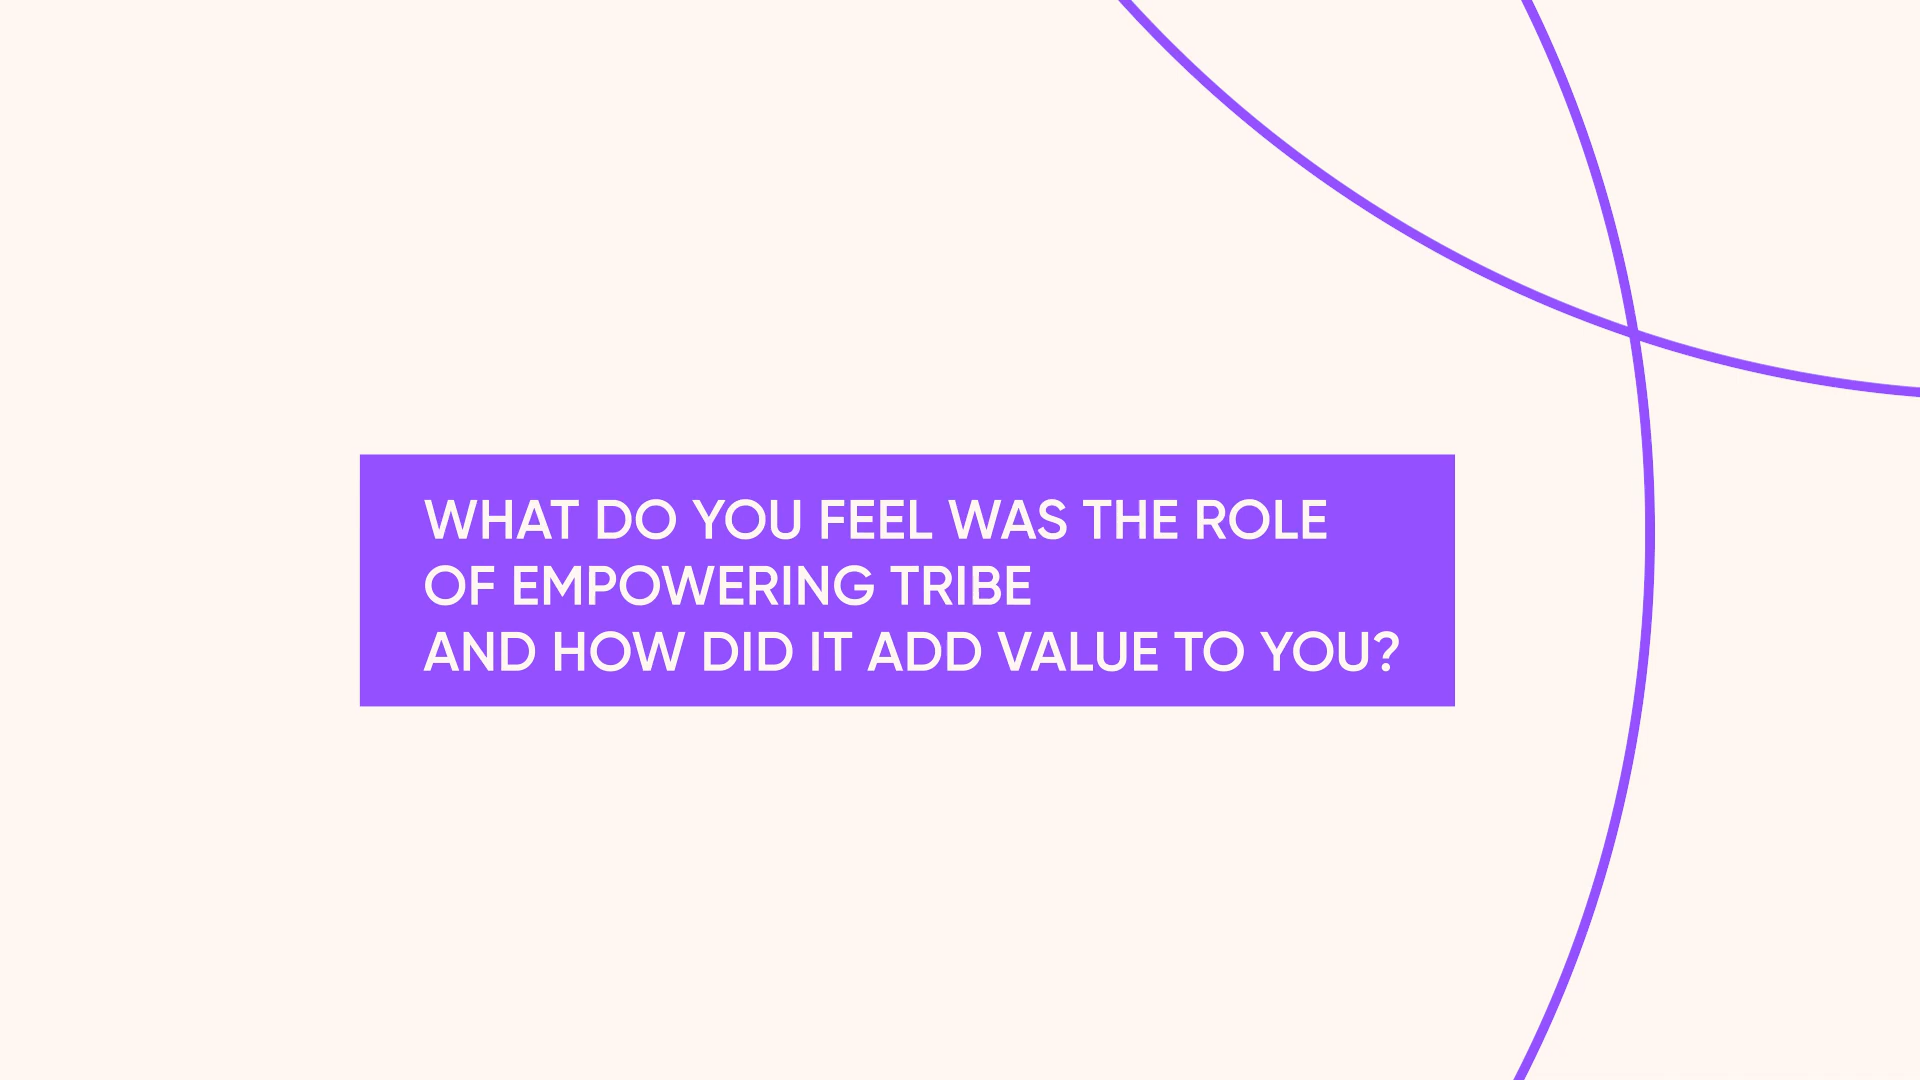 WHAT DO YOU FEEL WAS THE ROLE
OF EMPOWERING TRIBE
AND HOW DID IT ADD VALUE TO YOU?